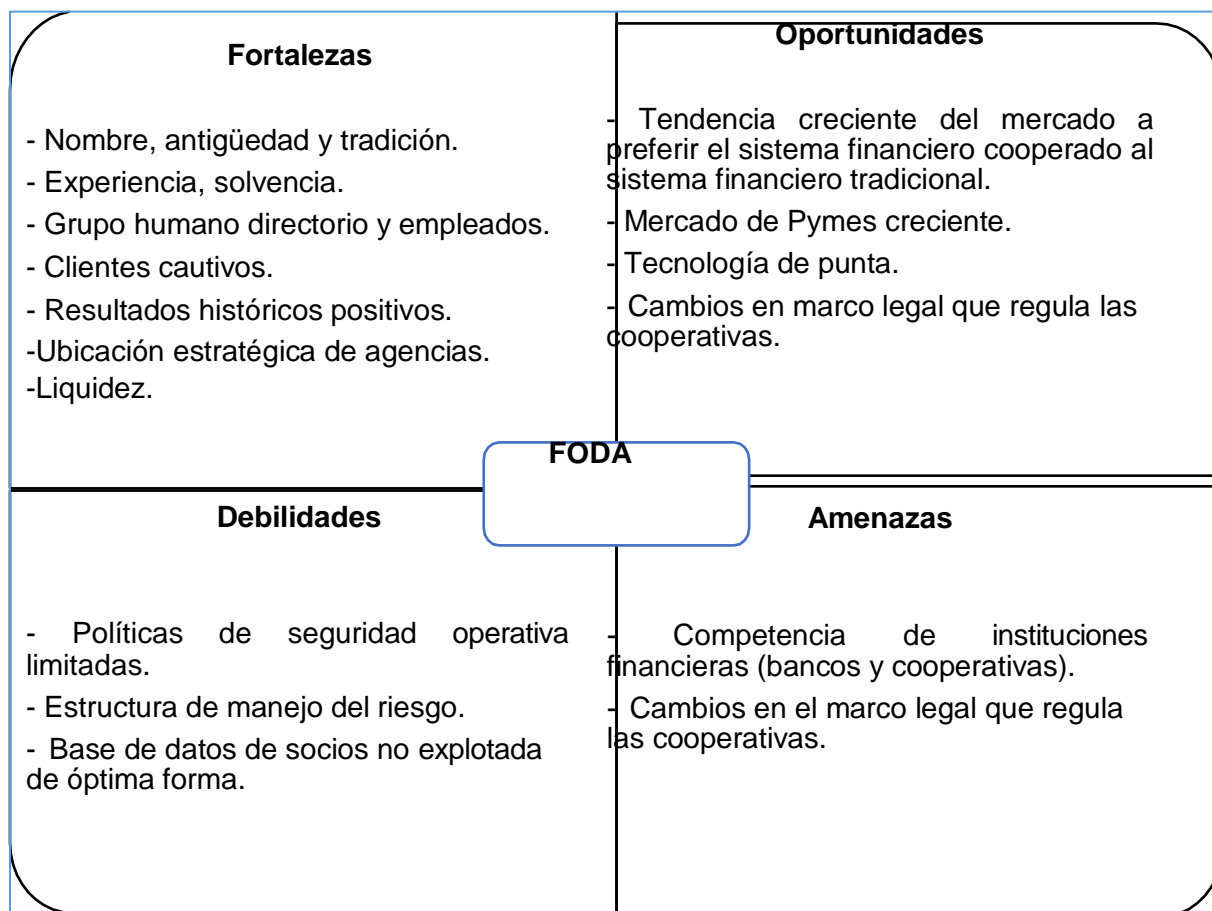 Fortalezas
- Nombre, antigüedad y tradición.
- Experiencia, solvencia.
- Grupo humano directorio y empleados.
- Clientes cautivos.
- Resultados históricos positivos.
-Ubicación estratégica de agencias.
-Liquidez.
Oportunidades
- Tendencia creciente del mercado a
preferir el sistema financiero cooperado al
sistema financiero tradicional.
- Mercado de Pymes creciente.
- Tecnología de punta.
- Cambios en marco legal que regula las
cooperativas.
FODA
Debilidades
- Políticas de seguridad operativa
limitadas.
- Estructura de manejo del riesgo.
- Base de datos de socios no explotada
de óptima forma.
Amenazas
- Competencia de instituciones
financieras (bancos y cooperativas).
- Cambios en el marco legal que regula
las cooperativas.